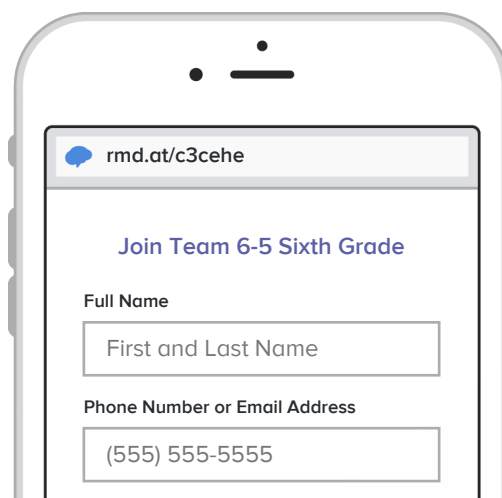 rmd.at/c3cehe
Join Team 6-5 Sixth Grade
Full Name
First and Last Name
Phone Number or Email Address
(555) 555-5555